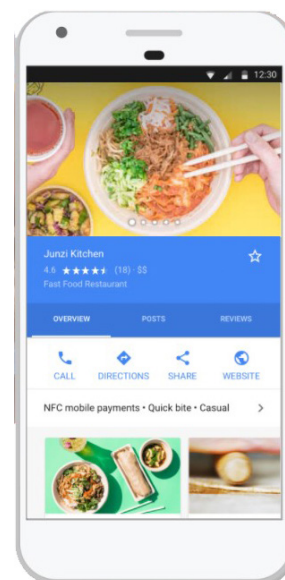 12:30
Junzi Kitchen
4.6 ★★★★⯨ (18) · $$
Fast Food Restaurant
OVERVIEW POSTS REVIEWS
CALL DIRECTIONS SHARE WEBSITE
NFC mobile payments • Quick bite • Casual >